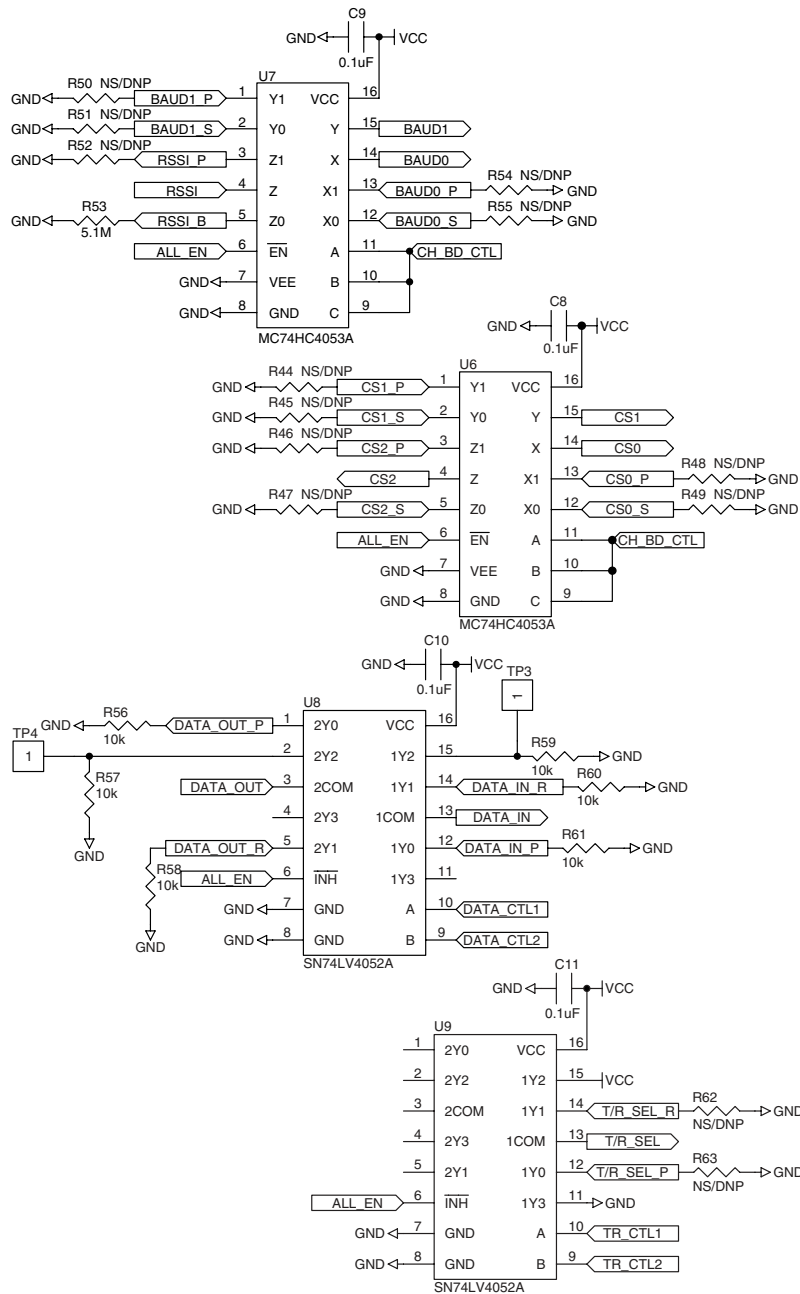 C9
GND VCC
0.1uF
U7
R50 NS/DNP
GND BAUD1_P 1 Y1 VCC 16
R51 NS/DNP
GND BAUD1_S 2 Y0 Y 15 BAUD1
R52 NS/DNP
GND RSSI_P 3 Z1 X 14 BAUD0
RSSI 4 Z X1 13 BAUD0_P R54 NS/DNP GND
R53
GND 5.1M RSSI_B 5 Z0 X0 12 BAUD0_S R55 NS/DNP GND
ALL_EN 6 EN A 11 CH_BD_CTL
GND 7 VEE B 10
GND 8 GND C 9
MC74HC4053A
C8
GND VCC
0.1uF
U6
R44 NS/DNP
GND CS1_P 1 Y1 VCC 16
R45 NS/DNP
GND CS1_S 2 Y0 Y 15 CS1
R46 NS/DNP
GND CS2_P 3 Z1 X 14 CS0
CS2 4 Z X1 13 CS0_P R48 NS/DNP GND
R47 NS/DNP
GND CS2_S 5 Z0 X0 12 CS0_S R49 NS/DNP GND
ALL_EN 6 EN A 11 CH_BD_CTL
GND 7 VEE B 10
GND 8 GND C 9
MC74HC4053A
C10
GND VCC
0.1uF
TP3
1
U8
R56
GND 10k DATA_OUT_P 1 2Y0 VCC 16
TP4
1 2 2Y2 1Y2 15 R59 10k GND
R57
10k
GND
DATA_OUT 3 2COM 1Y1 14 DATA_IN_R R60 10k GND
4 2Y3 1COM 13 DATA_IN
DATA_OUT_R 5 2Y1 1Y0 12 DATA_IN_P R61 10k GND
R58
10k
GND
ALL_EN 6 INH 1Y3 11
GND 7 GND A 10 DATA_CTL1
GND 8 GND B 9 DATA_CTL2
SN74LV4052A
C11
GND VCC
0.1uF
U9
1 2Y0 VCC 16
2 2Y2 1Y2 15 VCC
3 2COM 1Y1 14 T/R_SEL_R R62 NS/DNP GND
4 2Y3 1COM 13 T/R_SEL
5 2Y1 1Y0 12 T/R_SEL_P R63 NS/DNP GND
ALL_EN 6 INH 1Y3 11 GND
GND 7 GND A 10 TR_CTL1
GND 8 GND B 9 TR_CTL2
SN74LV4052A